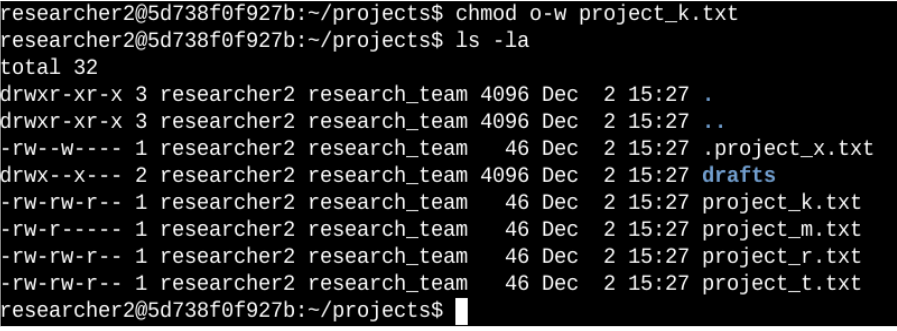 researcher2@5d738f0f927b:~/projects$ chmod o-w project_k.txt
researcher2@5d738f0f927b:~/projects$ ls -la
total 32
drwxr-xr-x 3 researcher2 research_team 4096 Dec  2 15:27 .
drwxr-xr-x 3 researcher2 research_team 4096 Dec  2 15:27 ..
-rw--w---- 1 researcher2 research_team   46 Dec  2 15:27 .project_x.txt
drwx--x--- 2 researcher2 research_team 4096 Dec  2 15:27 drafts
-rw-rw-r-- 1 researcher2 research_team   46 Dec  2 15:27 project_k.txt
-rw-r----- 1 researcher2 research_team   46 Dec  2 15:27 project_m.txt
-rw-rw-r-- 1 researcher2 research_team   46 Dec  2 15:27 project_r.txt
-rw-rw-r-- 1 researcher2 research_team   46 Dec  2 15:27 project_t.txt
researcher2@5d738f0f927b:~/projects$